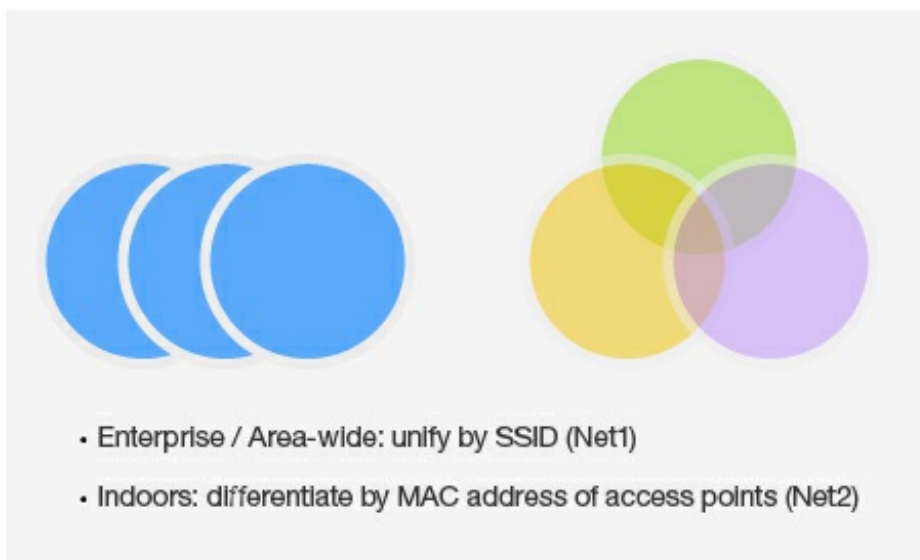 • Enterprise / Area-wide: unify by SSID (Net1)
• Indoors: differentiate by MAC address of access points (Net2)